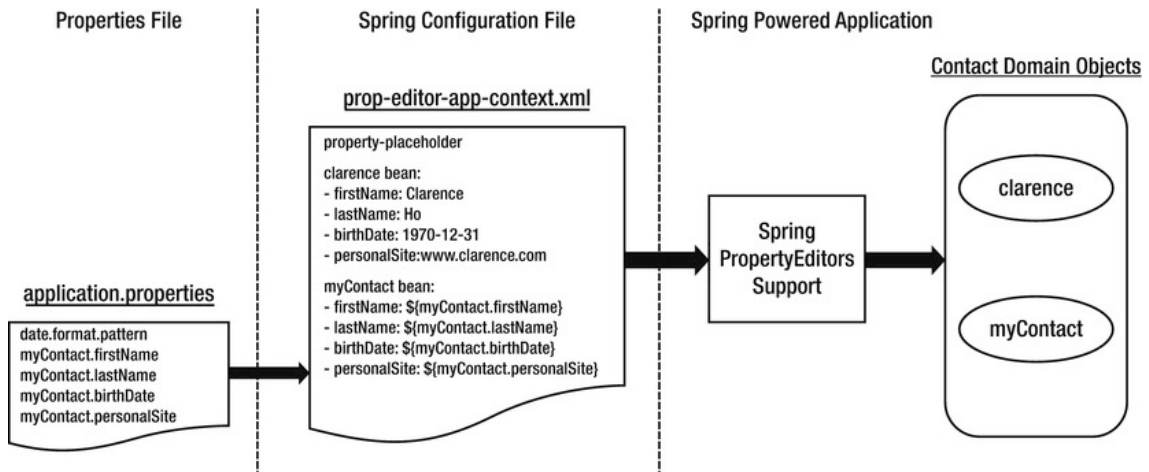 Properties File
Spring Configuration File
Spring Powered Application
Contact Domain Objects
prop-editor-app-context.xml
property-placeholder
clarence bean:
- firstName: Clarence
- lastName: Ho
- birthDate: 1970-12-31
- personalSite:www.clarence.com
myContact bean:
- firstName: ${myContact.firstName}
- lastName: ${myContact.lastName}
- birthDate: ${myContact.birthDate}
- personalSite: ${myContact.personalSite}
application.properties
date.format.pattern
myContact.firstName
myContact.lastName
myContact.birthDate
myContact.personalSite
Spring
PropertyEditors
Support
clarence
myContact